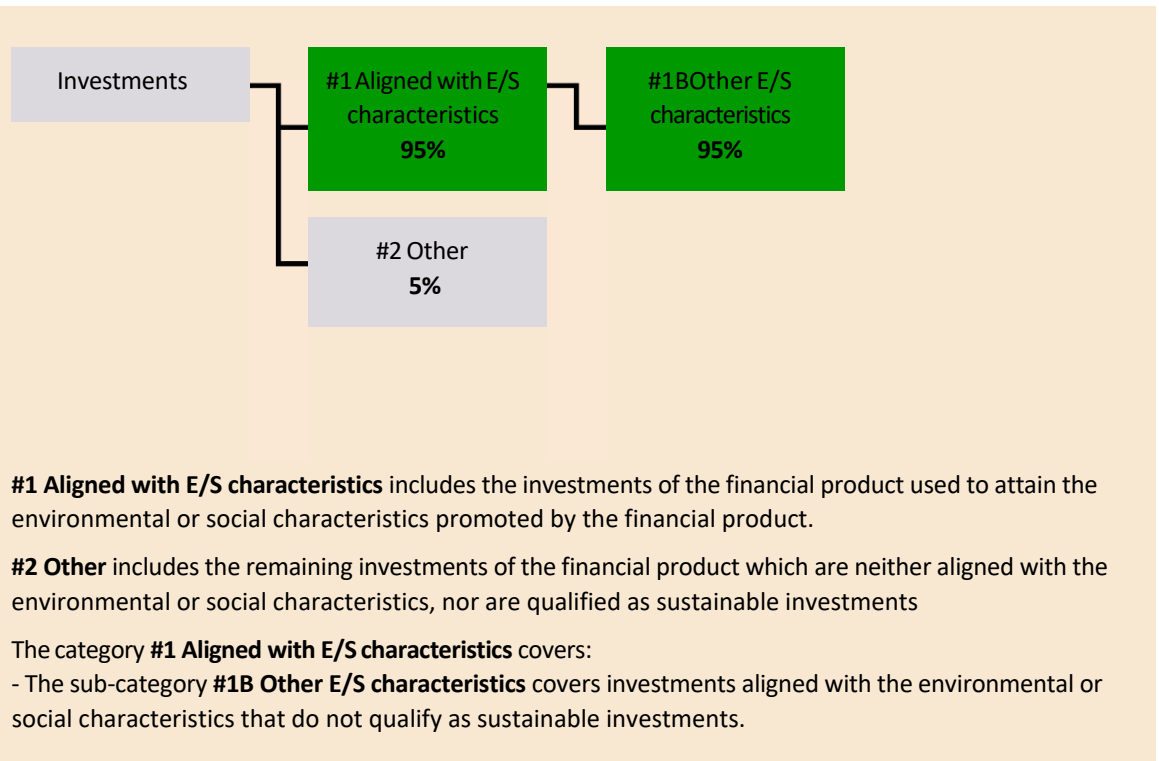 Investments
#1 Aligned with E/S
characteristics
95%
#1B Other E/S
characteristics
95%
#2 Other
5%
#1 Aligned with E/S characteristics includes the investments of the financial product used to attain the
environmental or social characteristics promoted by the financial product.
#2 Other includes the remaining investments of the financial product which are neither aligned with the
environmental or social characteristics, nor are qualified as sustainable investments
The category #1 Aligned with E/S characteristics covers:
- The sub-category #1B Other E/S characteristics covers investments aligned with the environmental or
social characteristics that do not qualify as sustainable investments.